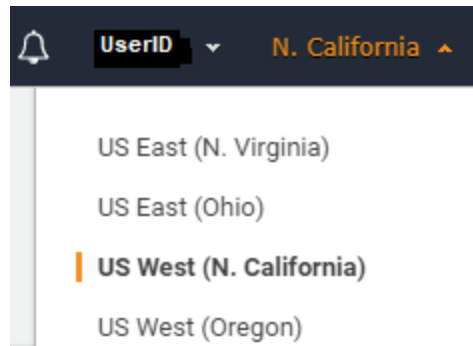 UserID N. California
US East (N. Virginia)
US East (Ohio)
US West (N. California)
US West (Oregon)